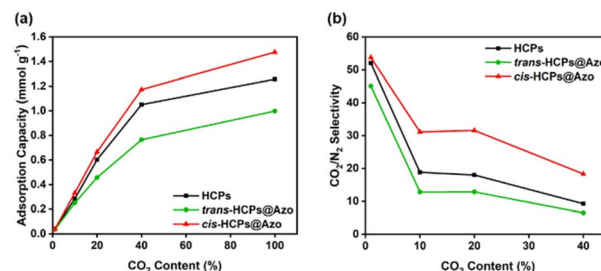 (a)
Adsorption Capacity (mmol g⁻¹)
1.6
1.4
1.2
1.0
0.8
0.6
0.4
0.2
0.0
HCPs
trans-HCPs@Azo
cis-HCPs@Azo
0 20 40 60 80 100
CO₂ Content (%)
(b)
CO₂/N₂ Selectivity
60
50
40
30
20
10
0
HCPs
trans-HCPs@Azo
cis-HCPs@Azo
0 10 20 30 40
CO₂ Content (%)